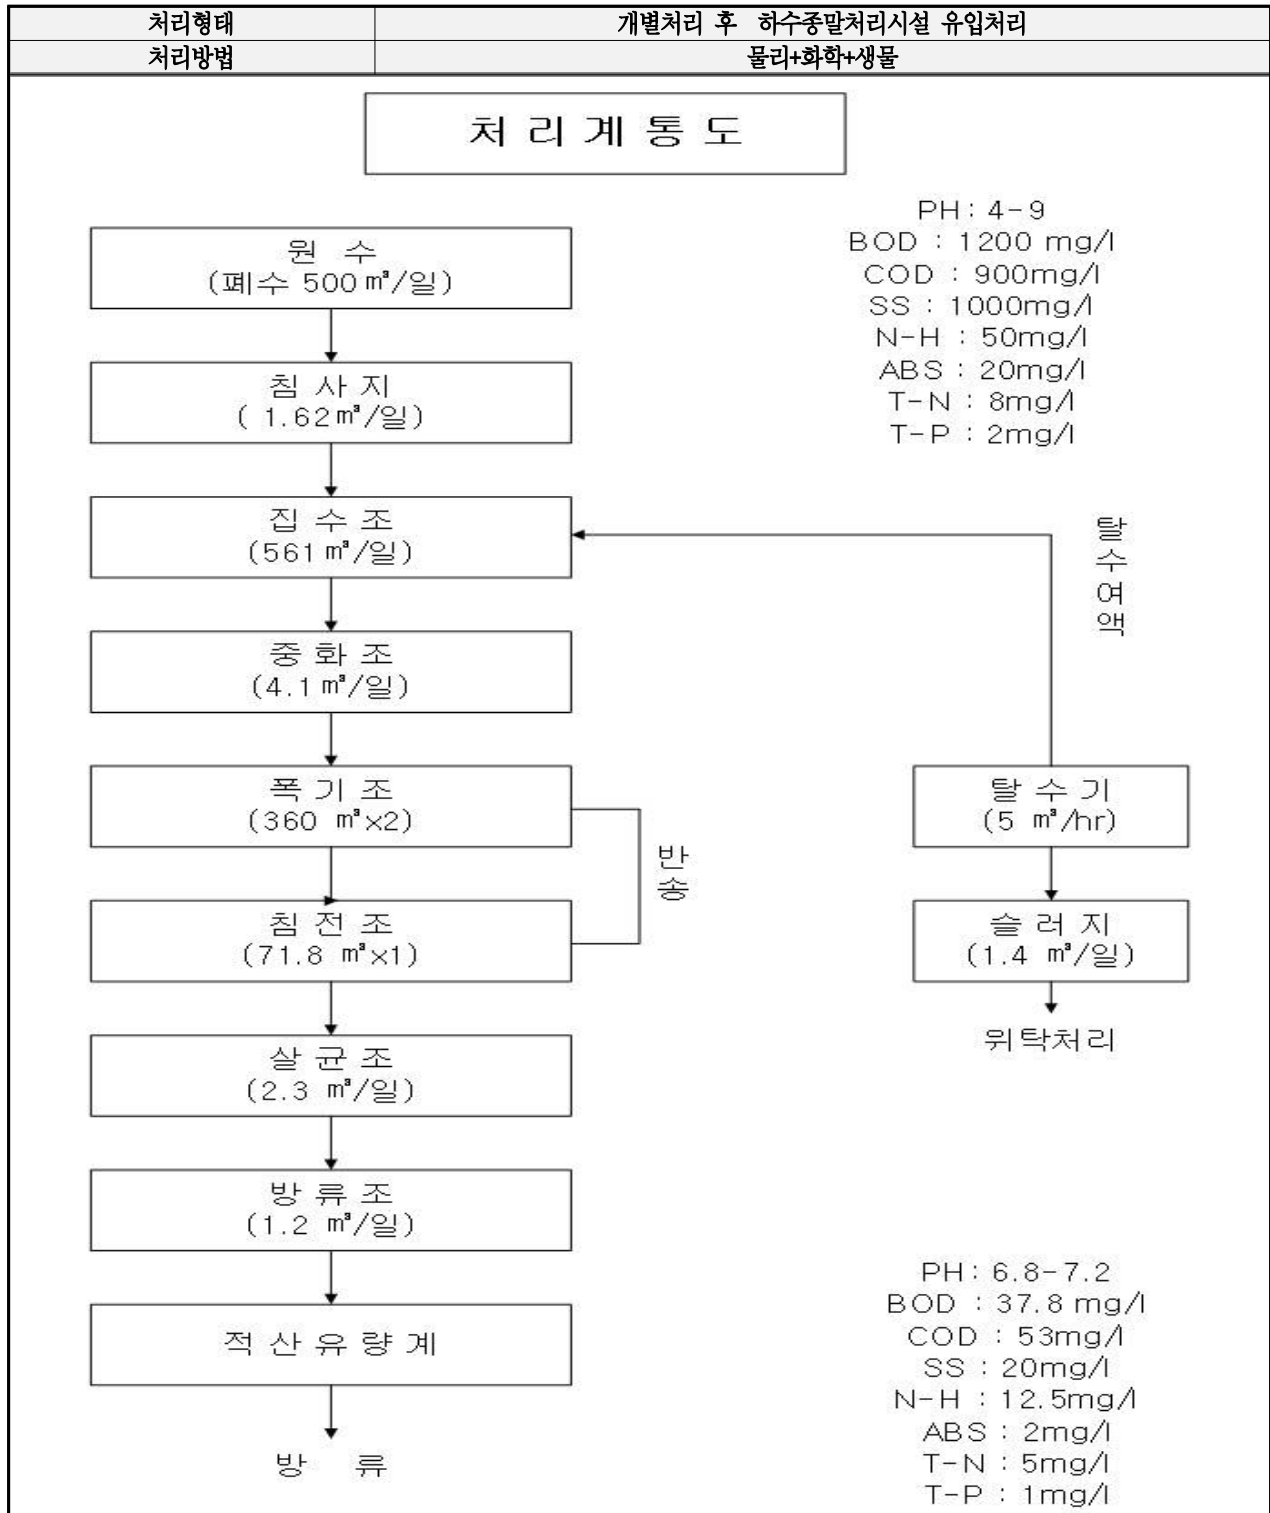 처리형태 개별처리 후 하수종말처리시설 유입처리
처리방법 물리+화학+생물
처 리 계 통 도
PH : 4-9
BOD : 1200 mg/l
COD : 900mg/l
SS : 1000mg/l
N-H : 50mg/l
ABS : 20mg/l
T-N : 8mg/l
T-P : 2mg/l
원 수
(폐수 500㎥/일)
침 사 지
( 1.62㎥/일)
집 수 조
(561㎥/일)
탈수여액
중 화 조
(4.1㎥/일)
폭 기 조
(360 ㎥x2)
반송
탈 수 기
(5 ㎥/hr)
침 전 조
(71.8 ㎥x1)
슬 러 지
(1.4 ㎥/일)
위탁처리
살 균 조
(2.3 ㎥/일)
방 류 조
(1.2 ㎥/일)
적 산 유 량 계
방 류
PH : 6.8-7.2
BOD : 37.8 mg/l
COD : 53mg/l
SS : 20mg/l
N-H : 12.5mg/l
ABS : 2mg/l
T-N : 5mg/l
T-P : 1mg/l